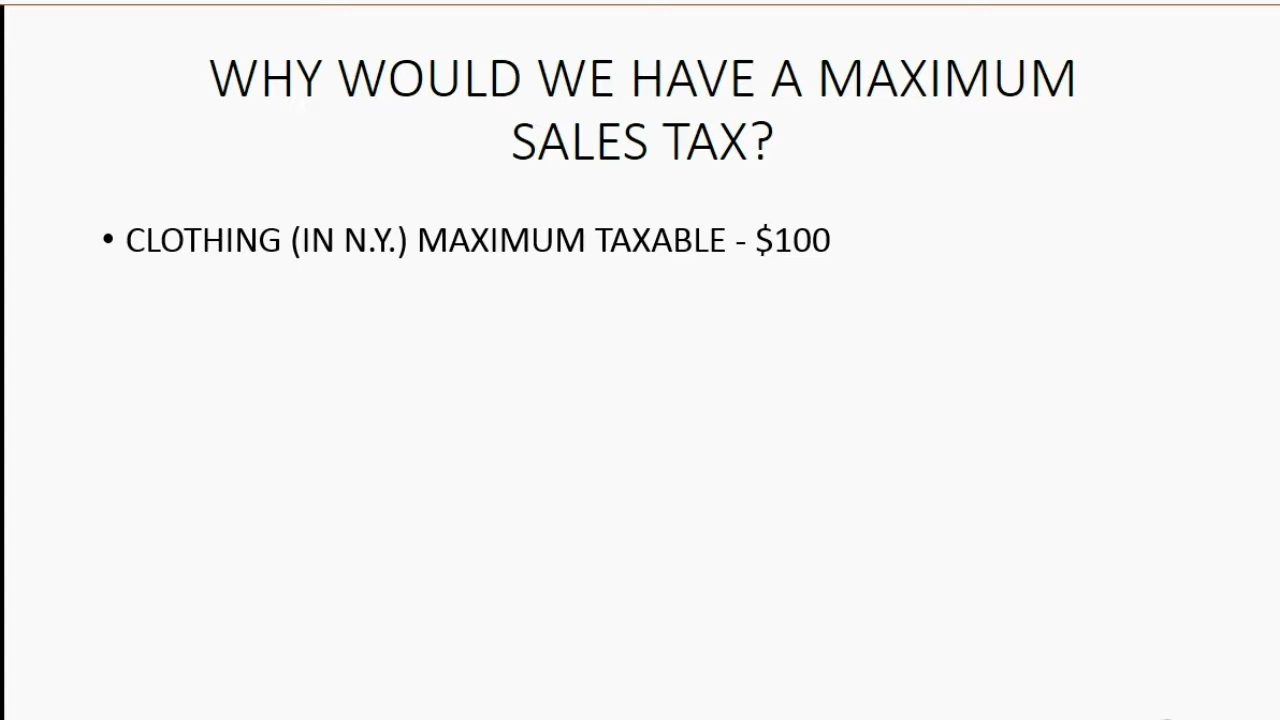 WHY WOULD WE HAVE A MAXIMUM
SALES TAX?
• CLOTHING (IN N.Y.) MAXIMUM TAXABLE - $100